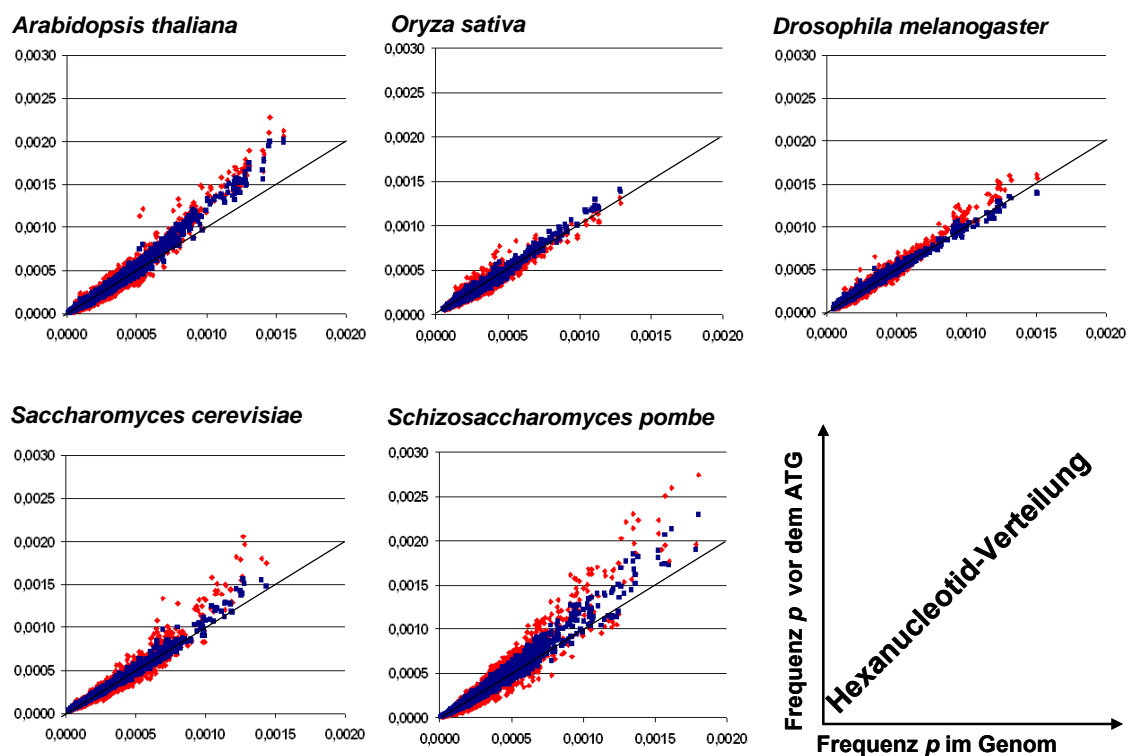 Arabidopsis thaliana
0,0030
0,0025
0,0020
0,0015
0,0010
0,0005
0,0000
0,0000 0,0005 0,0010 0,0015 0,0020
Oryza sativa
0,0030
0,0025
0,0020
0,0015
0,0010
0,0005
0,0000
0,0000 0,0005 0,0010 0,0015 0,0020
Drosophila melanogaster
0,0030
0,0025
0,0020
0,0015
0,0010
0,0005
0,0000
0,0000 0,0005 0,0010 0,0015 0,0020
Saccharomyces cerevisiae
0,0030
0,0025
0,0020
0,0015
0,0010
0,0005
0,0000
0,0000 0,0005 0,0010 0,0015 0,0020
Schizosaccharomyces pombe
0,0030
0,0025
0,0020
0,0015
0,0010
0,0005
0,0000
0,0000 0,0005 0,0010 0,0015 0,0020
Frequenz p vor dem ATG
Hexanucleotid-Verteilung
Frequenz p im Genom